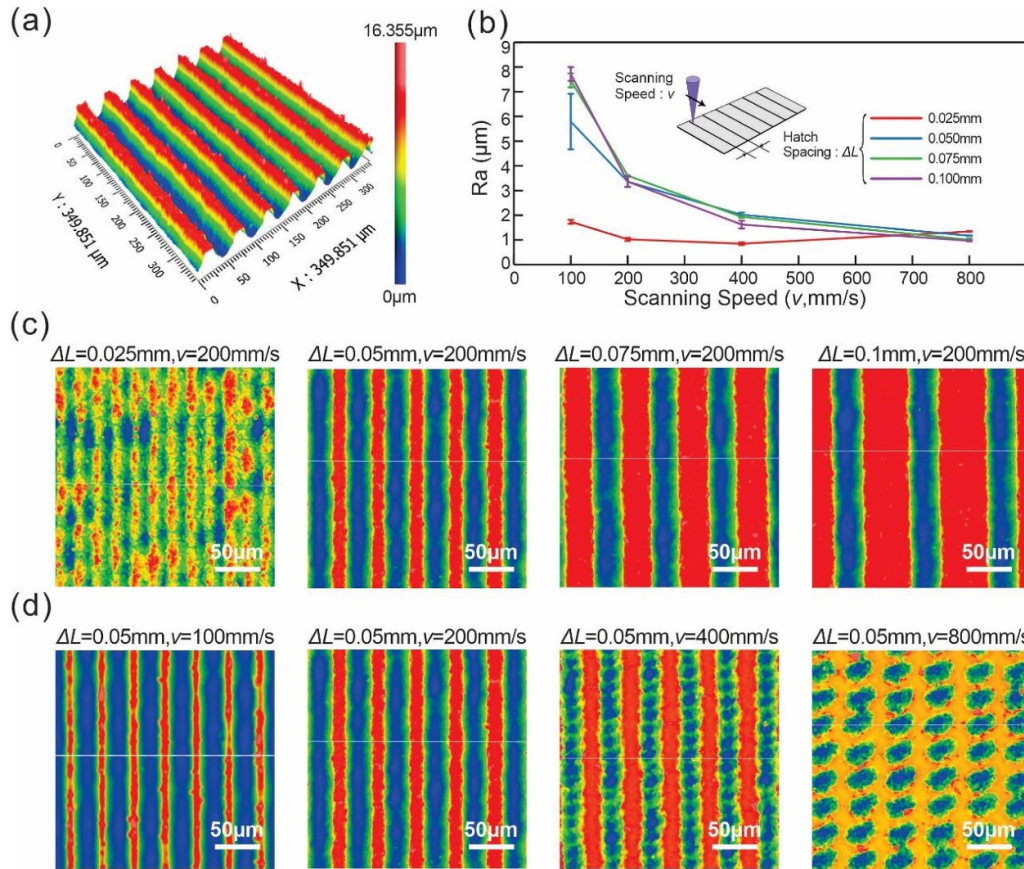 (a)
16.355μm
0μm
0
50
100
150
200
250
300
Y : 349.851 μm
0
50
100
150
200
250
300
X : 349.851 μm
(b)
9
8
7
6
5
4
3
2
1
0
Ra (μm)
0 100 200 300 400 500 600 700 800
Scanning Speed (v,mm/s)
Scanning
Speed : v
Hatch
Spacing : ΔL
0.025mm
0.050mm
0.075mm
0.100mm
(c)
ΔL=0.025mm,v=200mm/s
50μm
ΔL=0.05mm,v=200mm/s
50μm
ΔL=0.075mm,v=200mm/s
50μm
ΔL=0.1mm,v=200mm/s
50μm
(d)
ΔL=0.05mm,v=100mm/s
50μm
ΔL=0.05mm,v=200mm/s
50μm
ΔL=0.05mm,v=400mm/s
50μm
ΔL=0.05mm,v=800mm/s
50μm